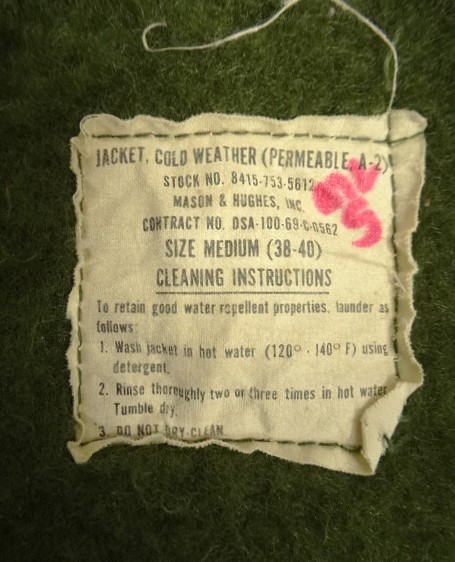 JACKET, COLD WEATHER (PERMEABLE, A-2)
STOCK NO. 8415-753-5612
MASON & HUGHES, INC.
CONTRACT NO. DSA-100-69-C-0562
SIZE MEDIUM (38-40)
CLEANING INSTRUCTIONS
To retain good water repellent properties, launder as
follows:
1. Wash jacket in hot water (120° - 140° F) using
detergent.
2. Rinse thoroughly two or three times in hot water.
Tumble dry.
3. DO NOT DRY-CLEAN